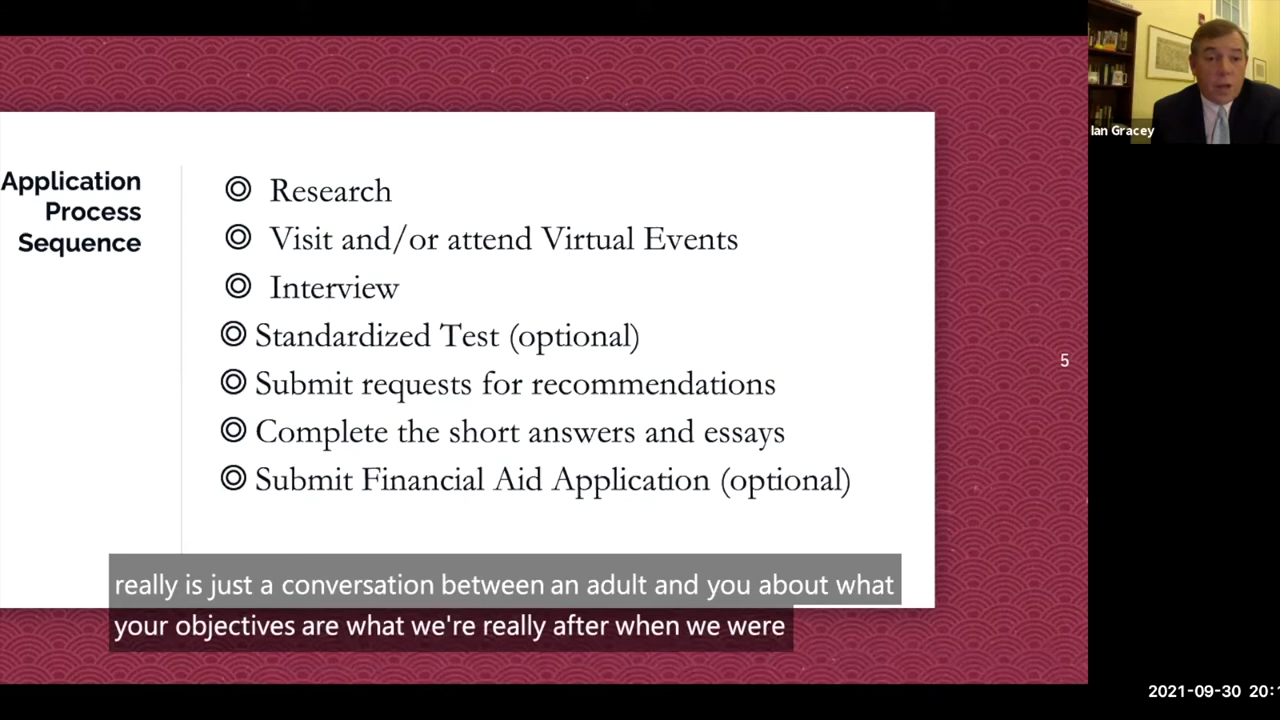 Application
Process
Sequence
Research
Visit and/or attend Virtual Events
Interview
Standardized Test (optional)
Submit requests for recommendations
Complete the short answers and essays
Submit Financial Aid Application (optional)
5
really is just a conversation between an adult and you about what
your objectives are what we're really after when we were
Ian Gracey
2021-09-30 20: